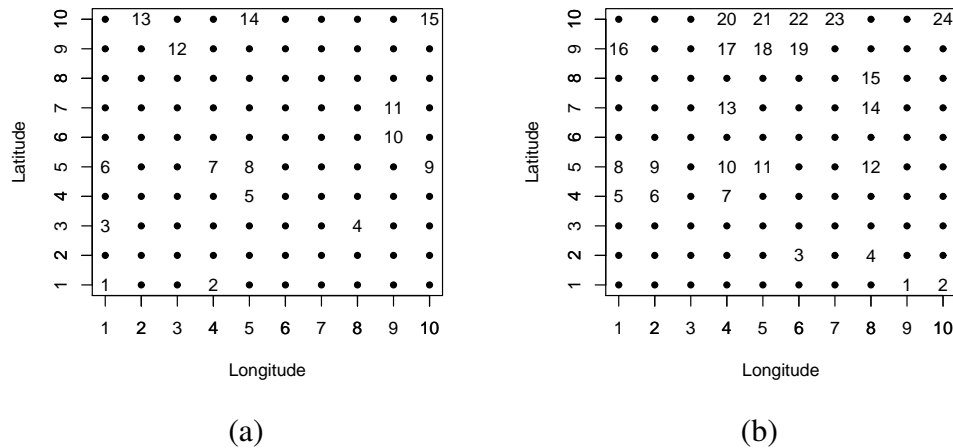 10 13 14 15
9 12
8
7 11
6 10
5 6 7 8 9
4 5
3 3 4
2
1 1 2
1 2 3 4 5 6 7 8 9 10
Latitude
Longitude
(a)
10 20 21 22 23 24
9 16 17 18 19
8 15
7 13 14
6
5 8 9 10 11 12
4 5 6 7
3
2 3 4
1 1 2
1 2 3 4 5 6 7 8 9 10
Latitude
Longitude
(b)